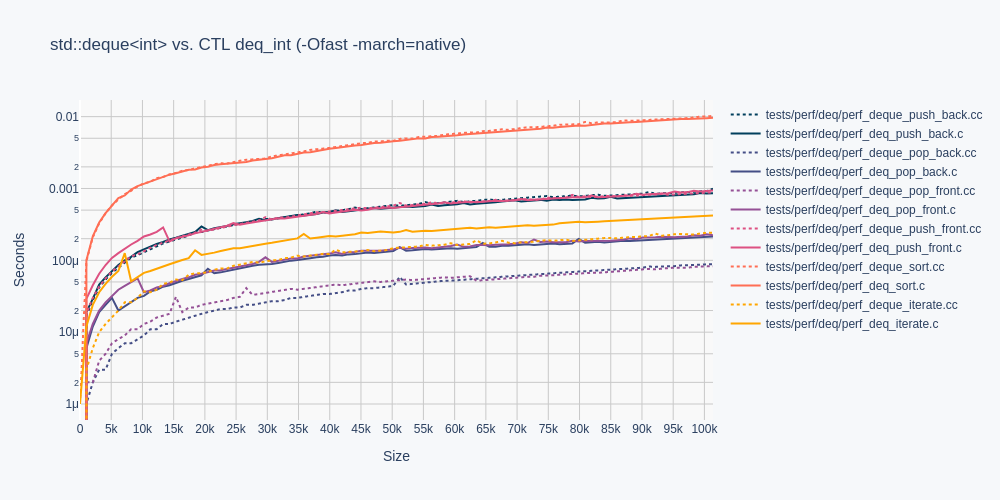 std::deque<int> vs. CTL deq_int (-Ofast -march=native)
0.01
5
2
0.001
5
2
100μ
5
2
10μ
5
2
1μ
Seconds
0 5k 10k 15k 20k 25k 30k 35k 40k 45k 50k 55k 60k 65k 70k 75k 80k 85k 90k 95k 100k
Size
tests/perf/deq/perf_deque_push_back.cc
tests/perf/deq/perf_deq_push_back.c
tests/perf/deq/perf_deque_pop_back.cc
tests/perf/deq/perf_deq_pop_back.c
tests/perf/deq/perf_deque_pop_front.cc
tests/perf/deq/perf_deq_pop_front.c
tests/perf/deq/perf_deque_push_front.cc
tests/perf/deq/perf_deq_push_front.c
tests/perf/deq/perf_deque_sort.cc
tests/perf/deq/perf_deq_sort.c
tests/perf/deq/perf_deque_iterate.cc
tests/perf/deq/perf_deq_iterate.c